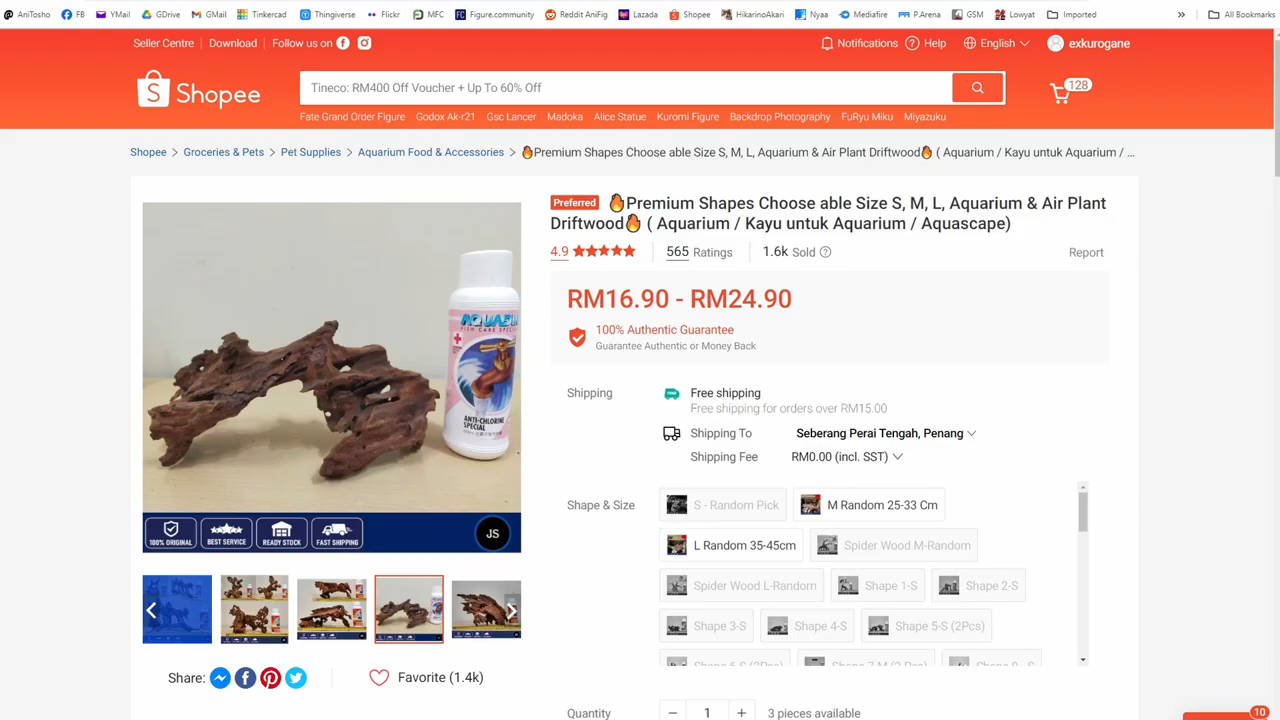 AniTosho FB YMail GDrive GMail Tinkercad Thingiverse Flickr MFC Figure.community Reddit AniFig Lazada Shopee HikarinoAkari Nyaa Mediafire P.Arena GSM Lowyat Imported » All Bookmarks
Seller Centre Download Follow us on Notifications Help English exkurogane
Shopee
Tineco: RM400 Off Voucher + Up To 60% Off
128
Fate Grand Order Figure Godox Ak-r21 Gsc Lancer Madoka Alice Statue Kuromi Figure Backdrop Photography FuRyu Miku Miyazuku
Shopee > Groceries & Pets > Pet Supplies > Aquarium Food & Accessories > 🔥Premium Shapes Choose able Size S, M, L, Aquarium & Air Plant Driftwood🔥 ( Aquarium / Kayu untuk Aquarium / ...
Preferred 🔥Premium Shapes Choose able Size S, M, L, Aquarium & Air Plant
Driftwood🔥 ( Aquarium / Kayu untuk Aquarium / Aquascape)
4.9 565 Ratings 1.6k Sold Report
RM16.90 - RM24.90
100% Authentic Guarantee
Guarantee Authentic or Money Back
ANTI-CHLORINE
SPECIAL
100% ORIGINAL BEST SERVICE READY STOCK FAST SHIPPING JS
Shipping Free shipping
Free shipping for orders over RM15.00
Shipping To Seberang Perai Tengah, Penang
Shipping Fee RM0.00 (incl. SST)
Shape & Size S - Random Pick M Random 25-33 Cm
L Random 35-45cm Spider Wood M-Random
Spider Wood L-Random Shape 1-S Shape 2-S
Shape 3-S Shape 4-S Shape 5-S (2Pcs)
Shape 6-S (2Pcs) Shape 7-M (2 Pcs)
Share: Favorite (1.4k)
Quantity − 1 + 3 pieces available
10